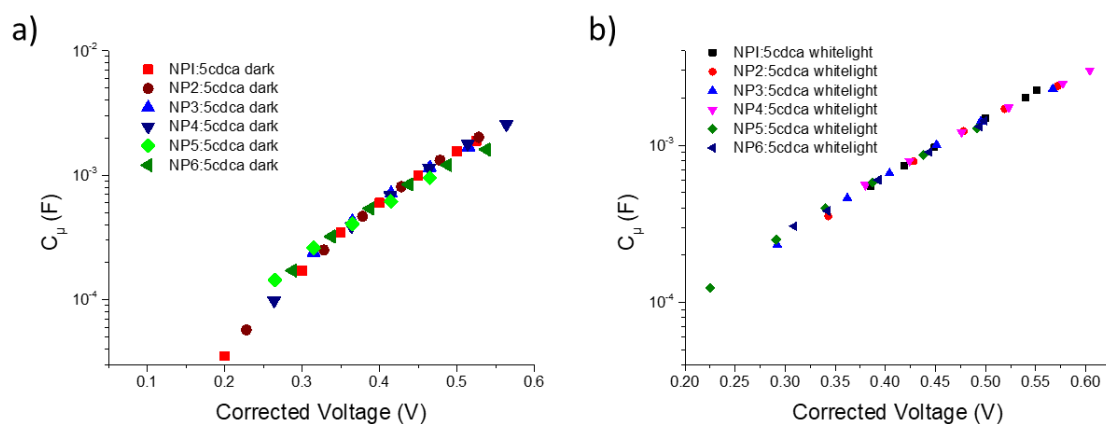 a)
10⁻²
10⁻³
10⁻⁴
Cμ (F)
NPI:5cdca dark
NP2:5cdca dark
NP3:5cdca dark
NP4:5cdca dark
NP5:5cdca dark
NP6:5cdca dark
0.1 0.2 0.3 0.4 0.5 0.6
Corrected Voltage (V)
b)
10⁻³
10⁻⁴
Cμ (F)
NPI:5cdca whitelight
NP2:5cdca whitelight
NP3:5cdca whitelight
NP4:5cdca whitelight
NP5:5cdca whitelight
NP6:5cdca whitelight
0.20 0.25 0.30 0.35 0.40 0.45 0.50 0.55 0.60
Corrected Voltage (V)